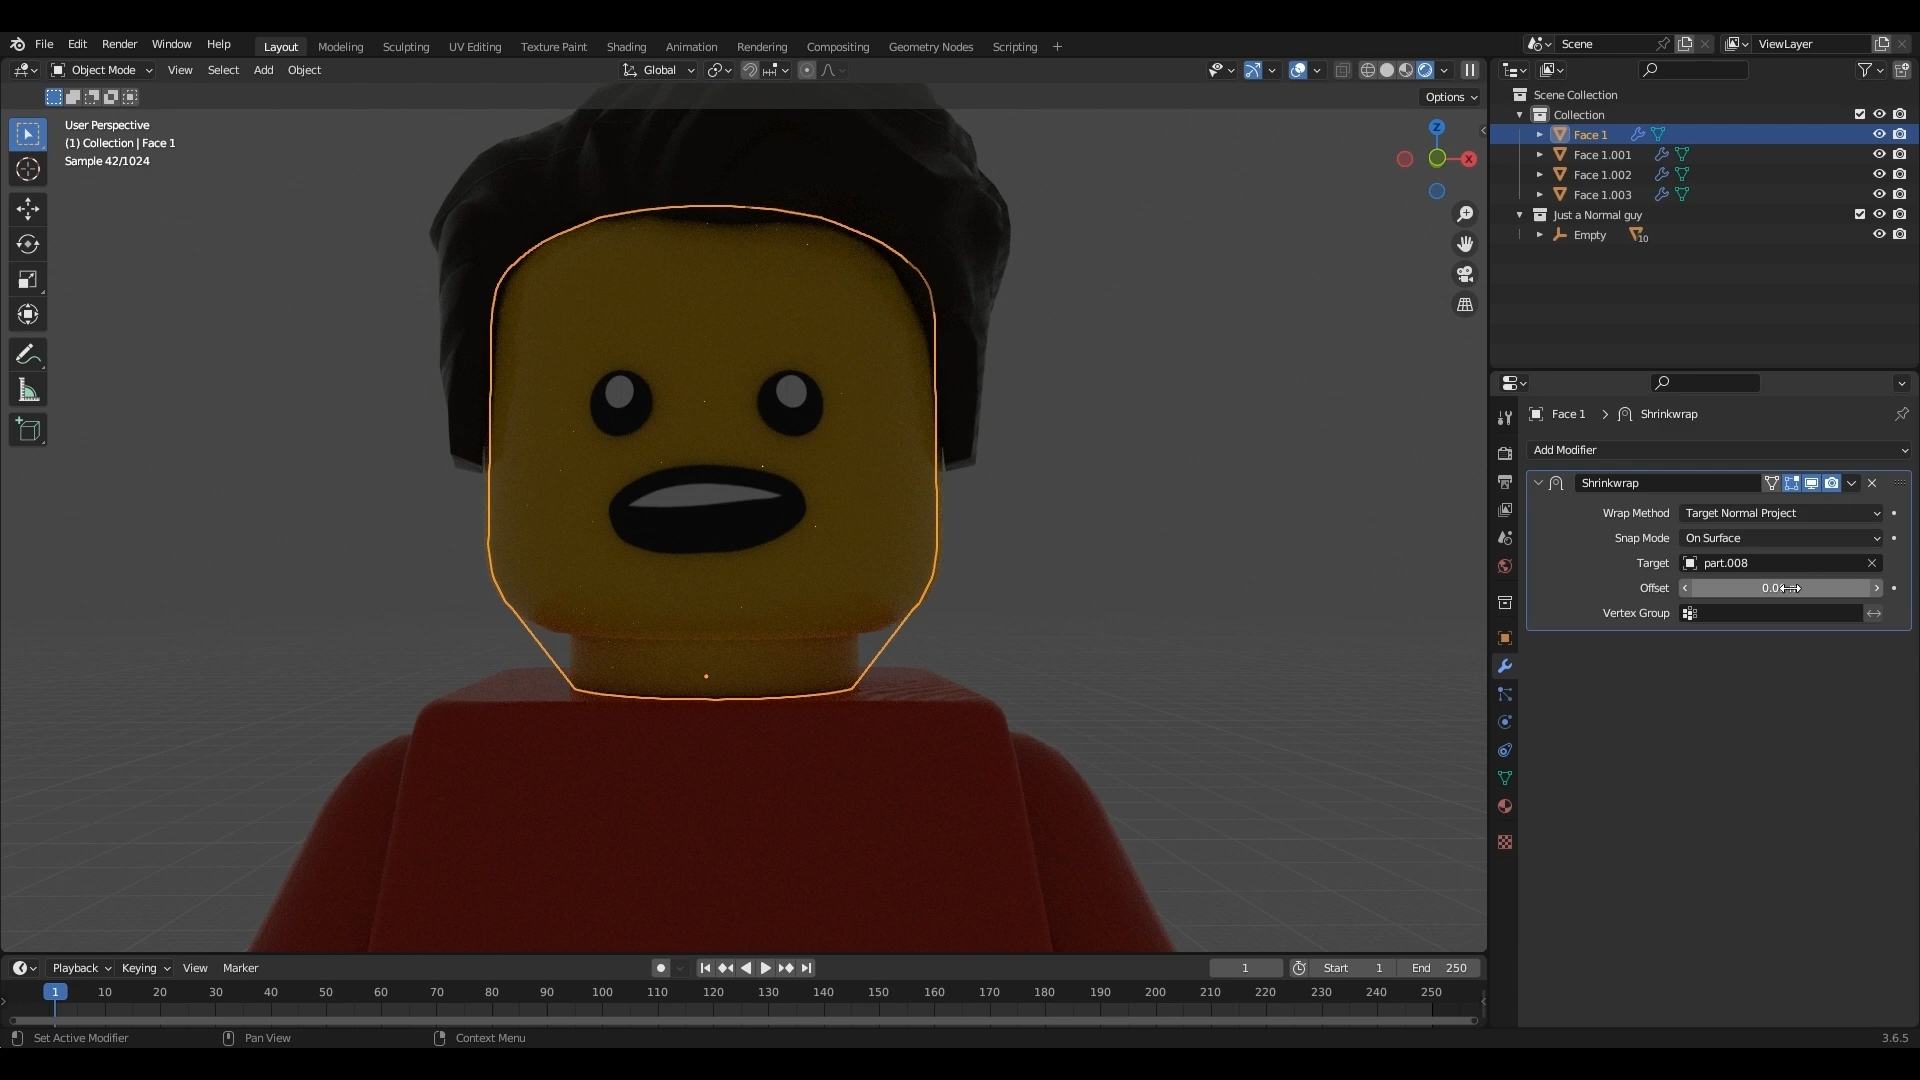 File Edit Render Window Help Layout Modeling Sculpting UV Editing Texture Paint Shading Animation Rendering Compositing Geometry Nodes Scripting + Scene ViewLayer
Object Mode View Select Add Object Global
Options
User Perspective
(1) Collection | Face 1
Sample 42/1024
Z
X
Scene Collection
Collection
Face 1
Face 1.001
Face 1.002
Face 1.003
Just a Normal guy
Empty 10
Face 1 > Shrinkwrap
Add Modifier
Shrinkwrap
Wrap Method Target Normal Project
Snap Mode On Surface
Target part.008
Offset
Vertex Group
Playback Keying View Marker 1 Start 1 End 250
1 10 20 30 40 50 60 70 80 90 100 110 120 130 140 150 160 170 180 190 200 210 220 230 240 250
Set Active Modifier Pan View Context Menu 3.6.5